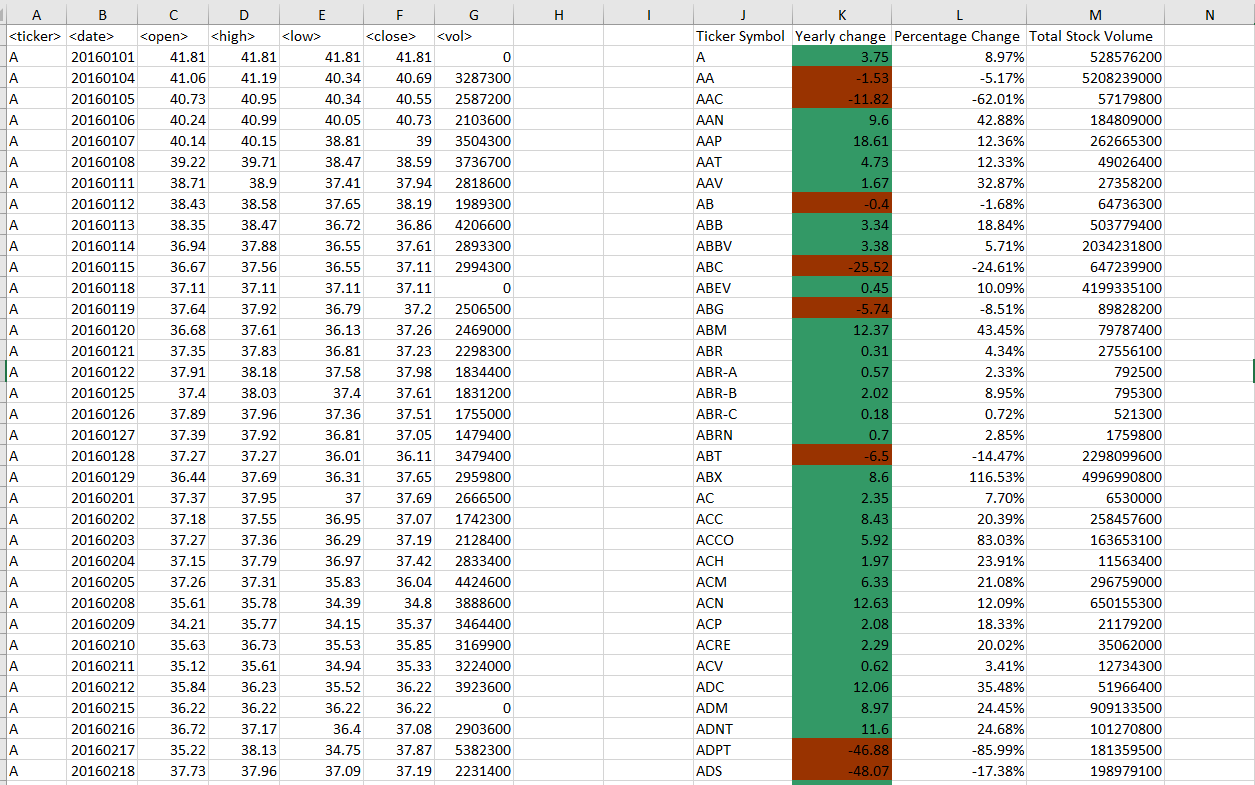 A B C D E F G H I J K L M N
<ticker> <date> <open> <high> <low> <close> <vol> Ticker Symbol Yearly change Percentage Change Total Stock Volume
A 20160101 41.81 41.81 41.81 41.81 0 A 3.75 8.97% 528576200
A 20160104 41.06 41.19 40.34 40.69 3287300 AA -1.53 -5.17% 5208239000
A 20160105 40.73 40.95 40.34 40.55 2587200 AAC -11.82 -62.01% 57179800
A 20160106 40.24 40.99 40.05 40.73 2103600 AAN 9.6 42.88% 184809000
A 20160107 40.14 40.15 38.81 39 3504300 AAP 18.61 12.36% 262665300
A 20160108 39.22 39.71 38.47 38.59 3736700 AAT 4.73 12.33% 49026400
A 20160111 38.71 38.9 37.41 37.94 2818600 AAV 1.67 32.87% 27358200
A 20160112 38.43 38.58 37.65 38.19 1989300 AB -0.4 -1.68% 64736300
A 20160113 38.35 38.47 36.72 36.86 4206600 ABB 3.34 18.84% 503779400
A 20160114 36.94 37.88 36.55 37.61 2893300 ABBV 3.38 5.71% 2034231800
A 20160115 36.67 37.56 36.55 37.11 2994300 ABC -25.52 -24.61% 647239900
A 20160118 37.11 37.11 37.11 37.11 0 ABEV 0.45 10.09% 4199335100
A 20160119 37.64 37.92 36.79 37.2 2506500 ABG -5.74 -8.51% 89828200
A 20160120 36.68 37.61 36.13 37.26 2469000 ABM 12.37 43.45% 79787400
A 20160121 37.35 37.83 36.81 37.23 2298300 ABR 0.31 4.34% 27556100
A 20160122 37.91 38.18 37.58 37.98 1834400 ABR-A 0.57 2.33% 792500
A 20160125 37.4 38.03 37.4 37.61 1831200 ABR-B 2.02 8.95% 795300
A 20160126 37.89 37.96 37.36 37.51 1755000 ABR-C 0.18 0.72% 521300
A 20160127 37.39 37.92 36.81 37.05 1479400 ABRN 0.7 2.85% 1759800
A 20160128 37.27 37.27 36.01 36.11 3479400 ABT -6.5 -14.47% 2298099600
A 20160129 36.44 37.69 36.31 37.65 2959800 ABX 8.6 116.53% 4996990800
A 20160201 37.37 37.95 37 37.69 2666500 AC 2.35 7.70% 6530000
A 20160202 37.18 37.55 36.95 37.07 1742300 ACC 8.43 20.39% 258457600
A 20160203 37.27 37.36 36.29 37.19 2128400 ACCO 5.92 83.03% 163653100
A 20160204 37.15 37.79 36.97 37.42 2833400 ACH 1.97 23.91% 11563400
A 20160205 37.26 37.31 35.83 36.04 4424600 ACM 6.33 21.08% 296759000
A 20160208 35.61 35.78 34.39 34.8 3888600 ACN 12.63 12.09% 650155300
A 20160209 34.21 35.77 34.15 35.37 3464400 ACP 2.08 18.33% 21179200
A 20160210 35.63 36.73 35.53 35.85 3169900 ACRE 2.29 20.02% 35062000
A 20160211 35.12 35.61 34.94 35.33 3224000 ACV 0.62 3.41% 12734300
A 20160212 35.84 36.23 35.52 36.22 3923600 ADC 12.06 35.48% 51966400
A 20160215 36.22 36.22 36.22 36.22 0 ADM 8.97 24.45% 909133500
A 20160216 36.72 37.17 36.4 37.08 2903600 ADNT 11.6 24.68% 101270800
A 20160217 35.22 38.13 34.75 37.87 5382300 ADPT -46.88 -85.99% 181359500
A 20160218 37.73 37.96 37.09 37.19 2231400 ADS -48.07 -17.38% 198979100